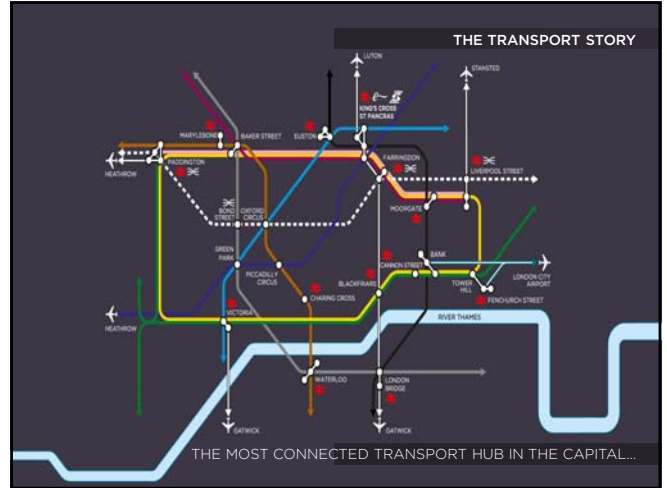 THE TRANSPORT STORY
LUTON
STANSTED
KING'S CROSS
ST PANCRAS
MARYLEBONE
BAKER STREET
EUSTON
FARRINGDON
PADDINGTON
HEATHROW
LIVERPOOL STREET
BOND
STREET
OXFORD
CIRCUS
MOORGATE
GREEN
PARK
PICCADILLY
CIRCUS
CANNON STREET
BANK
BLACKFRIARS
TOWER
HILL
LONDON CITY
AIRPORT
FENCHURCH STREET
CHARING CROSS
HEATHROW
VICTORIA
RIVER THAMES
WATERLOO
LONDON
BRIDGE
GATWICK
GATWICK
THE MOST CONNECTED TRANSPORT HUB IN THE CAPITAL...